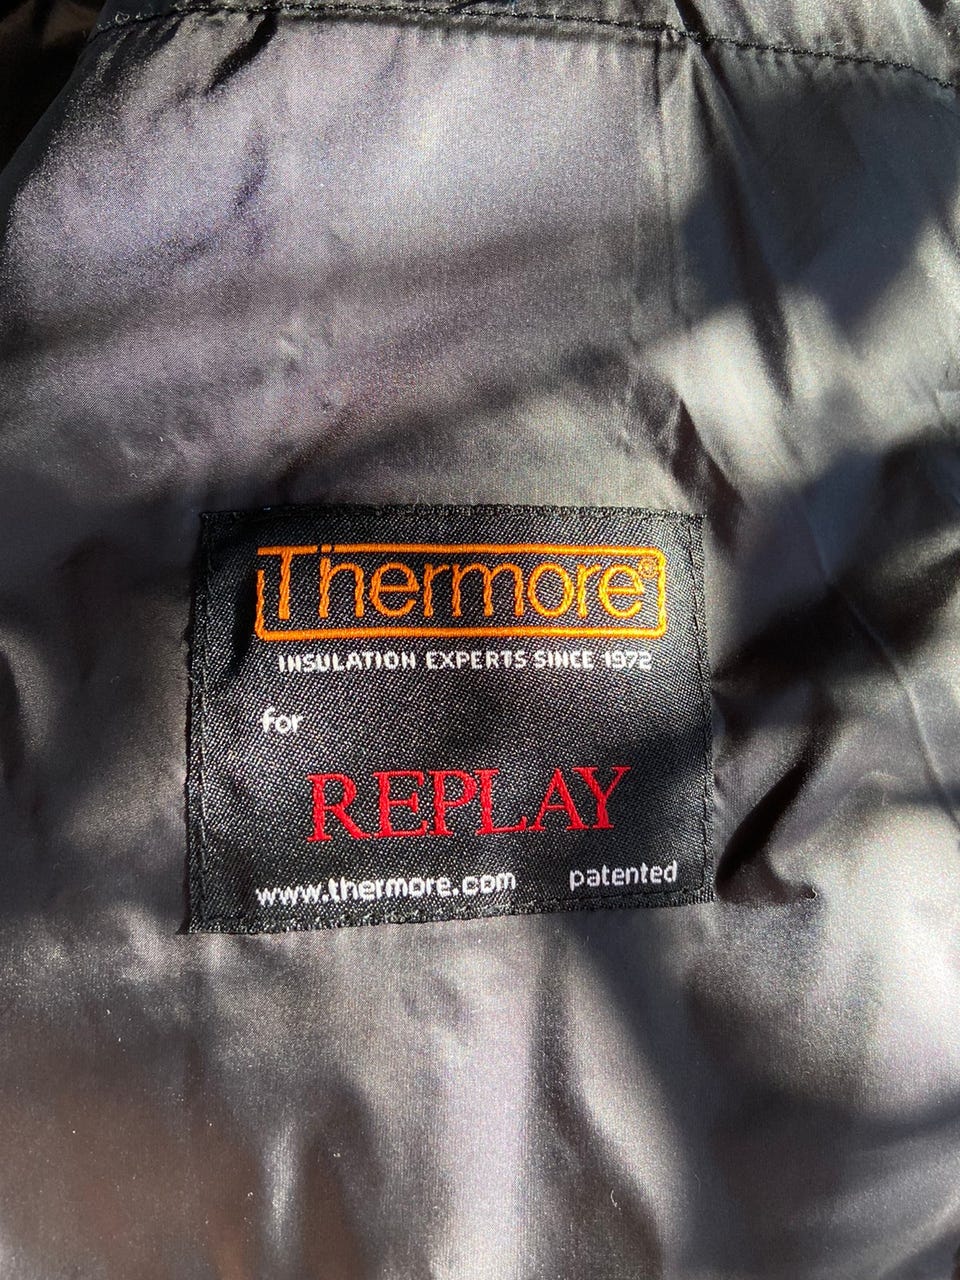 Thermore®
INSULATION EXPERTS SINCE 1972
for
REPLAY
www.thermore.com patented